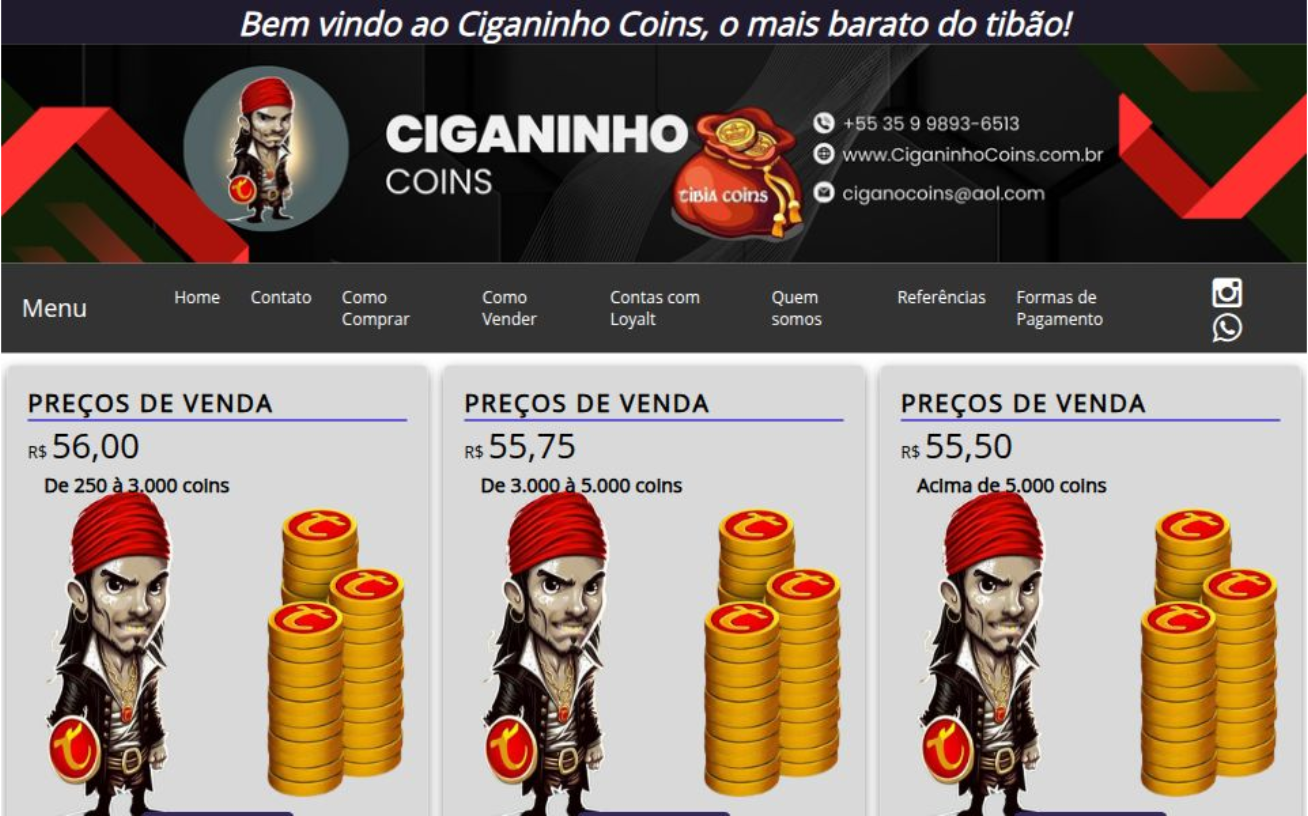 Bem vindo ao Ciganinho Coins, o mais barato do tibão!
CIGANINHO
COINS
TIBIA COINS
+55 35 9 9893-6513
www.CiganinhoCoins.com.br
ciganocoins@aol.com
Menu
Home
Contato
Como
Comprar
Como
Vender
Contas com
Loyalt
Quem
somos
Referências
Formas de
Pagamento
PREÇOS DE VENDA
R$ 56,00
De 250 à 3.000 coins
PREÇOS DE VENDA
R$ 55,75
De 3.000 à 5.000 coins
PREÇOS DE VENDA
R$ 55,50
Acima de 5.000 coins